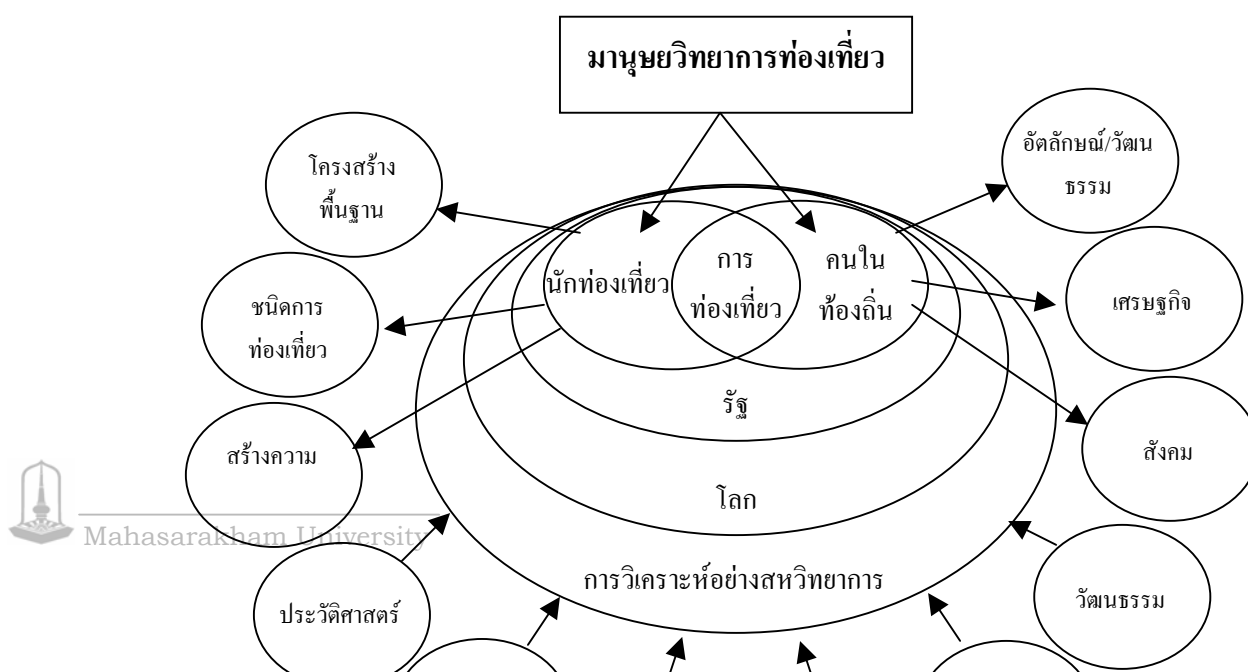 มานุษยวิทยาการท่องเที่ยว
โครงสร้าง
พื้นฐาน
อัตลักษณ์/วัฒน
ธรรม
นักท่องเที่ยว
การ
ท่องเที่ยว
คนใน
ท้องถิ่น
ชนิดการ
ท่องเที่ยว
เศรษฐกิจ
รัฐ
สร้างความ
สังคม
โลก
Mahasarakham University
การวิเคราะห์อย่างสหวิทยาการ
ประวัติศาสตร์
วัฒนธรรม